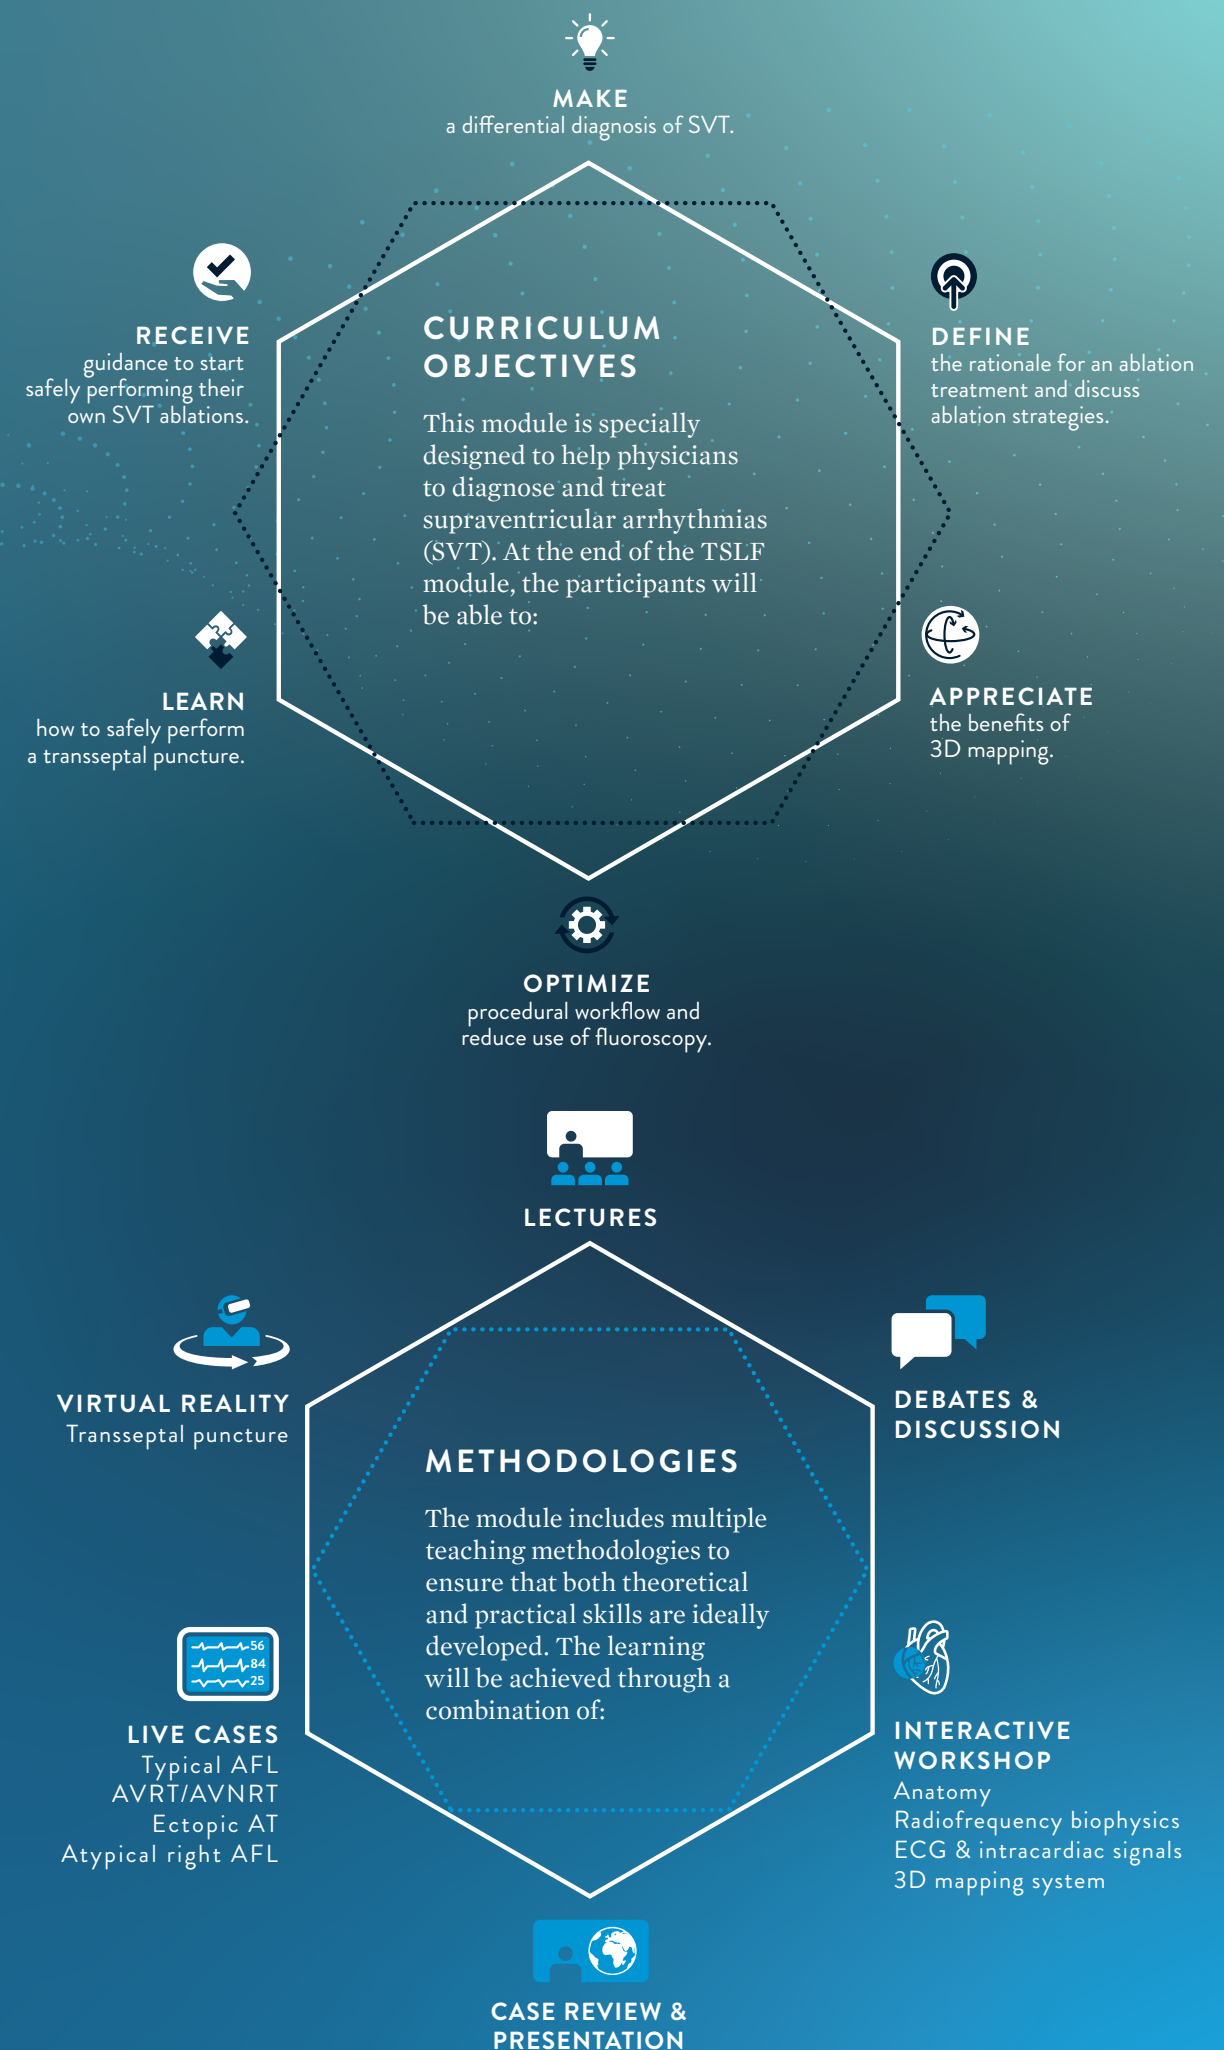 MAKE
a differential diagnosis of SVT.
CURRICULUM
OBJECTIVES
This module is specially
designed to help physicians
to diagnose and treat
supraventricular arrhythmias
(SVT). At the end of the TSLF
module, the participants will
be able to:
DEFINE
the rationale for an ablation
treatment and discuss
ablation strategies.
APPRECIATE
the benefits of
3D mapping.
OPTIMIZE
procedural workflow and
reduce use of fluoroscopy.
LEARN
how to safely perform
a transseptal puncture.
RECEIVE
guidance to start
safely performing their
own SVT ablations.
LECTURES
METHODOLOGIES
The module includes multiple
teaching methodologies to
ensure that both theoretical
and practical skills are ideally
developed. The learning
will be achieved through a
combination of:
DEBATES &
DISCUSSION
INTERACTIVE
WORKSHOP
Anatomy
Radiofrequency biophysics
ECG & intracardiac signals
3D mapping system
CASE REVIEW &
PRESENTATION
56
84
25
LIVE CASES
Typical AFL
AVRT/AVNRT
Ectopic AT
Atypical right AFL
VIRTUAL REALITY
Transseptal puncture